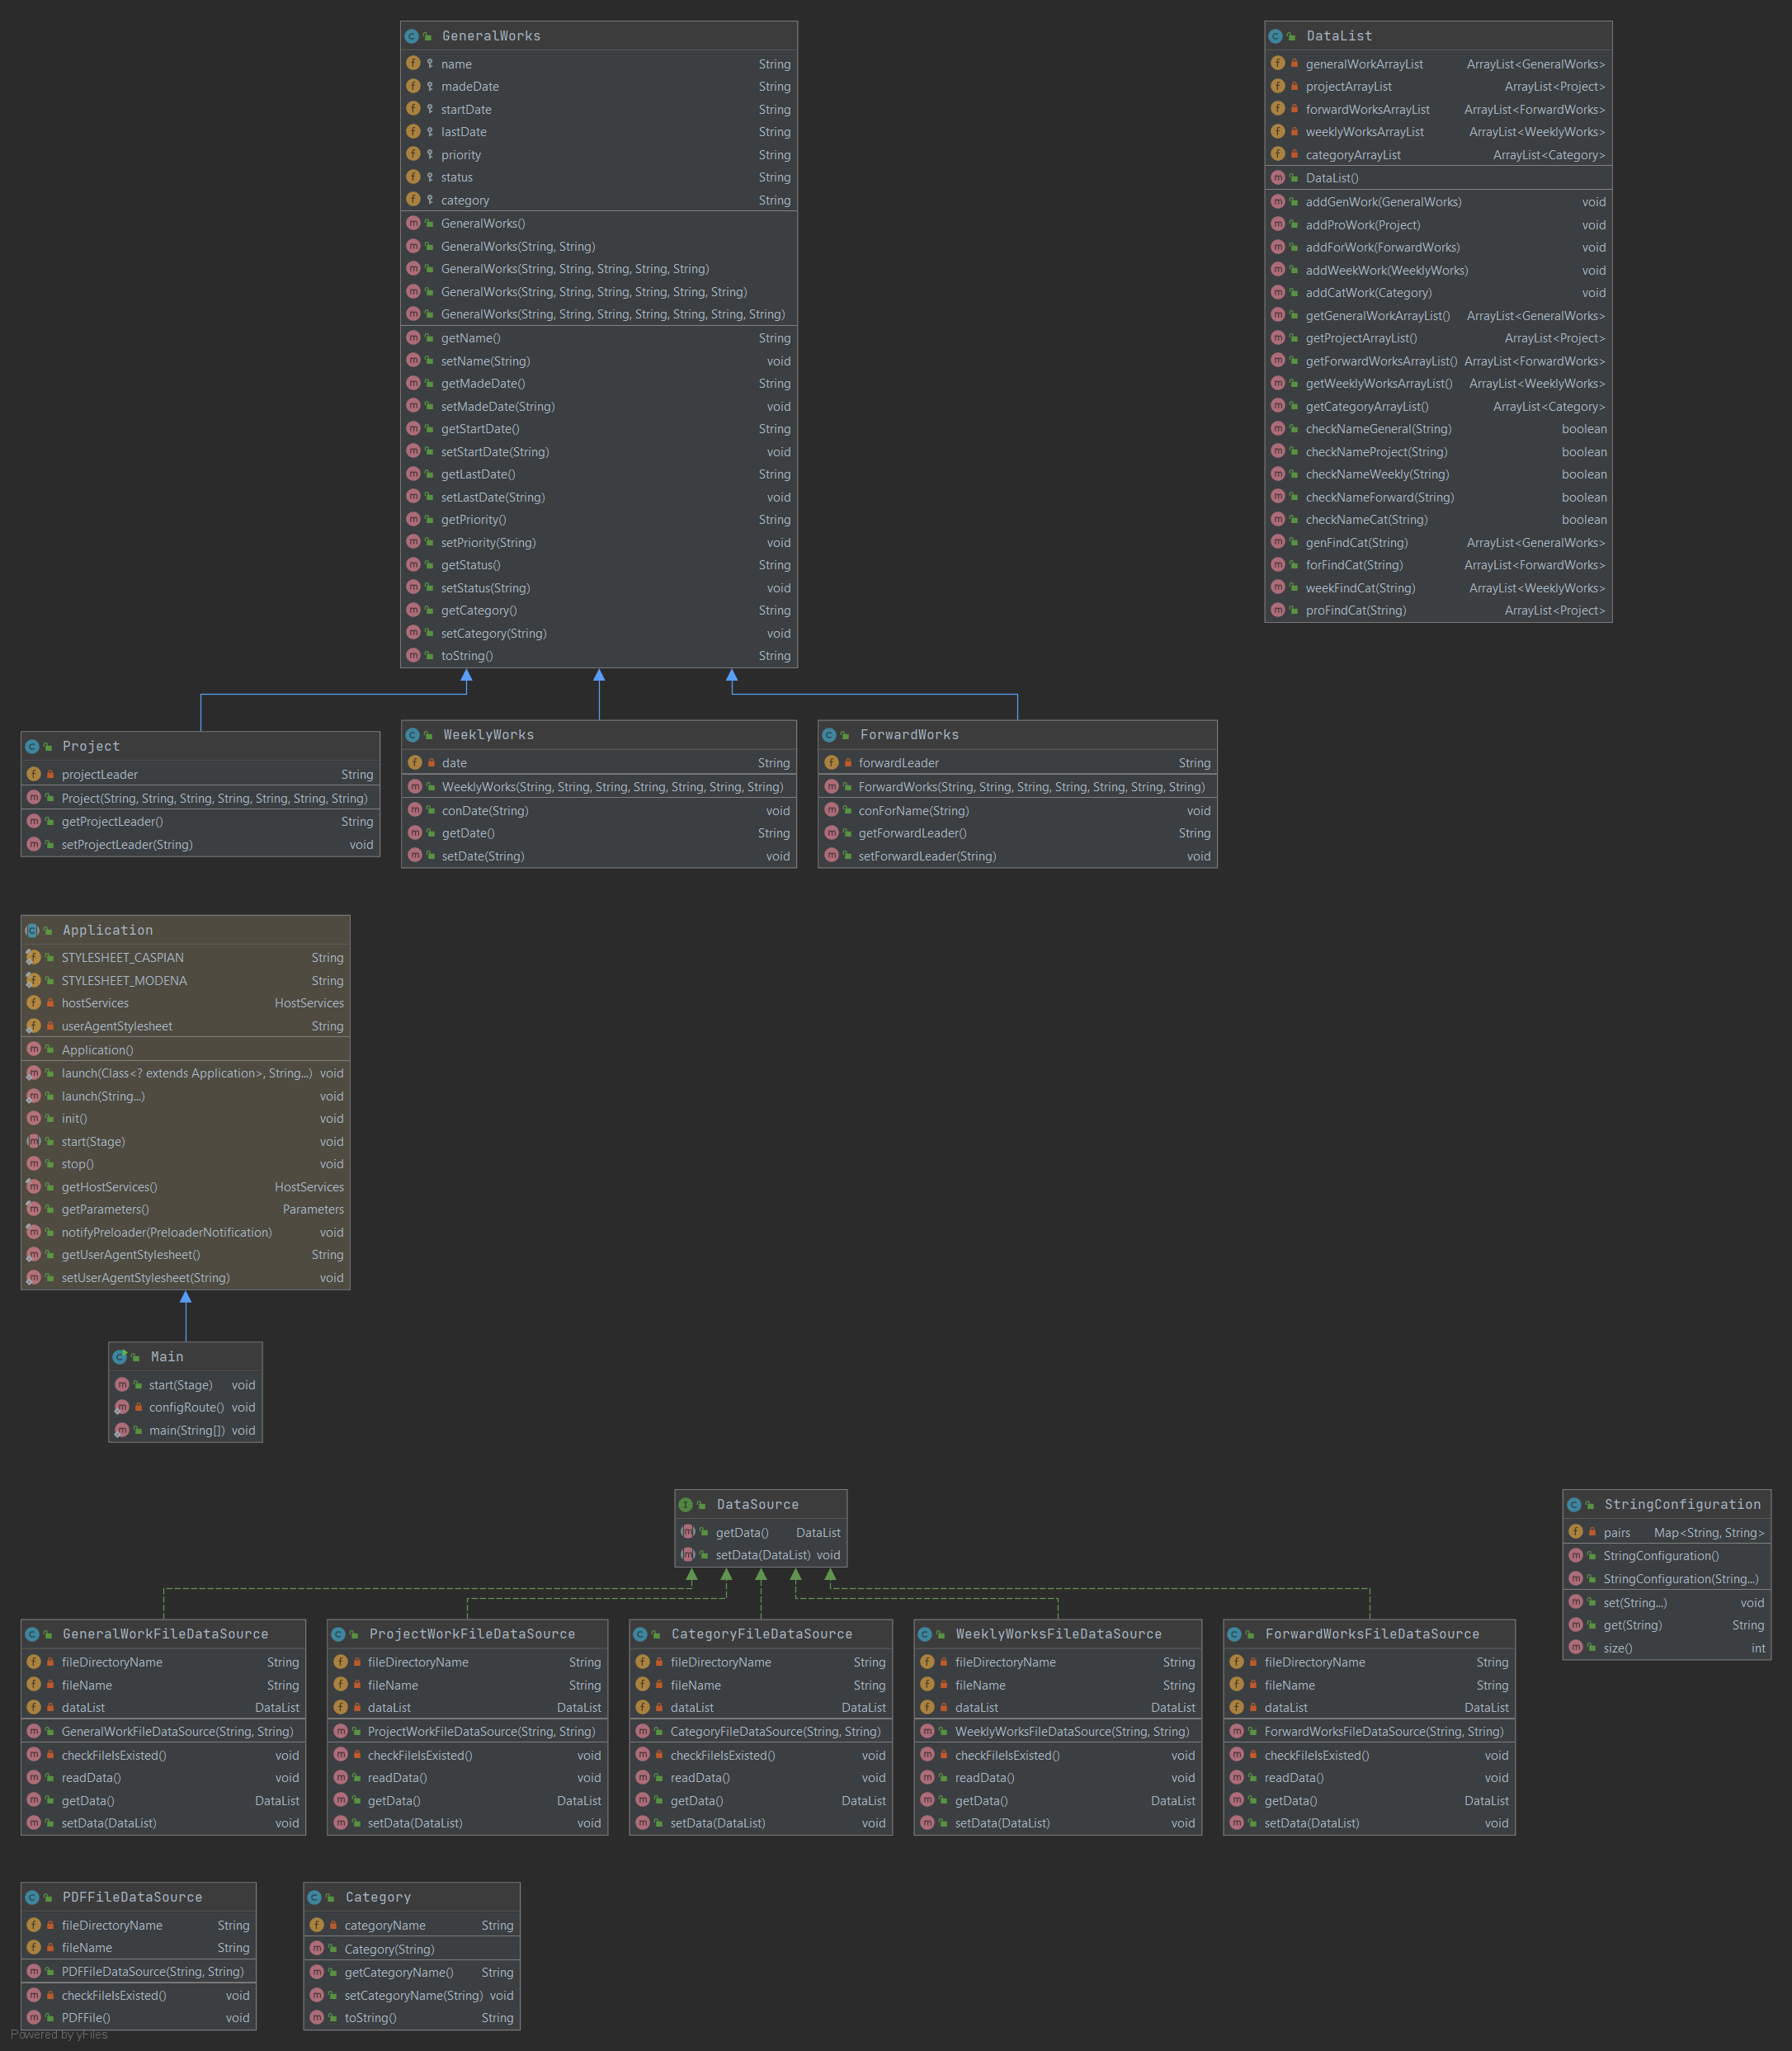 GeneralWorks
name String
madeDate String
startDate String
lastDate String
priority String
status String
category String
GeneralWorks()
GeneralWorks(String, String)
GeneralWorks(String, String, String, String, String)
GeneralWorks(String, String, String, String, String, String)
GeneralWorks(String, String, String, String, String, String, String)
getName() String
setName(String) void
getMadeDate() String
setMadeDate(String) void
getStartDate() String
setStartDate(String) void
getLastDate() String
setLastDate(String) void
getPriority() String
setPriority(String) void
getStatus() String
setStatus(String) void
getCategory() String
setCategory(String) void
toString() String
DataList
generalWorkArrayList ArrayList<GeneralWorks>
projectArrayList ArrayList<Project>
forwardWorksArrayList ArrayList<ForwardWorks>
weeklyWorksArrayList ArrayList<WeeklyWorks>
categoryArrayList ArrayList<Category>
DataList()
addGenWork(GeneralWorks) void
addProWork(Project) void
addForWork(ForwardWorks) void
addWeekWork(WeeklyWorks) void
addCatWork(Category) void
getGeneralWorkArrayList() ArrayList<GeneralWorks>
getProjectArrayList() ArrayList<Project>
getForwardWorksArrayList() ArrayList<ForwardWorks>
getWeeklyWorksArrayList() ArrayList<WeeklyWorks>
getCategoryArrayList() ArrayList<Category>
checkNameGeneral(String) boolean
checkNameProject(String) boolean
checkNameWeekly(String) boolean
checkNameForward(String) boolean
checkNameCat(String) boolean
genFindCat(String) ArrayList<GeneralWorks>
forFindCat(String) ArrayList<ForwardWorks>
weekFindCat(String) ArrayList<WeeklyWorks>
proFindCat(String) ArrayList<Project>
Project
projectLeader String
Project(String, String, String, String, String, String, String)
getProjectLeader() String
setProjectLeader(String) void
WeeklyWorks
date String
WeeklyWorks(String, String, String, String, String, String, String)
conDate(String) void
getDate() String
setDate(String) void
ForwardWorks
forwardLeader String
ForwardWorks(String, String, String, String, String, String, String)
conForName(String) void
getForwardLeader() String
setForwardLeader(String) void
Application
STYLESHEET_CASPIAN String
STYLESHEET_MODENA String
hostServices HostServices
userAgentStylesheet String
Application()
launch(Class<? extends Application>, String...) void
launch(String...) void
init() void
start(Stage) void
stop() void
getHostServices() HostServices
getParameters() Parameters
notifyPreloader(PreloaderNotification) void
getUserAgentStylesheet() String
setUserAgentStylesheet(String) void
Main
start(Stage) void
configRoute() void
main(String[]) void
DataSource
getData() DataList
setData(DataList) void
StringConfiguration
pairs Map<String, String>
StringConfiguration()
StringConfiguration(String...)
set(String...) void
get(String) String
size() int
GeneralWorkFileDataSource
fileDirectoryName String
fileName String
dataList DataList
GeneralWorkFileDataSource(String, String)
checkFileIsExisted() void
readData() void
getData() DataList
setData(DataList) void
ProjectWorkFileDataSource
fileDirectoryName String
fileName String
dataList DataList
ProjectWorkFileDataSource(String, String)
checkFileIsExisted() void
readData() void
getData() DataList
setData(DataList) void
CategoryFileDataSource
fileDirectoryName String
fileName String
dataList DataList
CategoryFileDataSource(String, String)
checkFileIsExisted() void
readData() void
getData() DataList
setData(DataList) void
WeeklyWorksFileDataSource
fileDirectoryName String
fileName String
dataList DataList
WeeklyWorksFileDataSource(String, String)
checkFileIsExisted() void
readData() void
getData() DataList
setData(DataList) void
ForwardWorksFileDataSource
fileDirectoryName String
fileName String
dataList DataList
ForwardWorksFileDataSource(String, String)
checkFileIsExisted() void
readData() void
getData() DataList
setData(DataList) void
PDFFileDataSource
fileDirectoryName String
fileName String
PDFFileDataSource(String, String)
checkFileIsExisted() void
PDFFile() void
Category
categoryName String
Category(String)
getCategoryName() String
setCategoryName(String) void
toString() String
Powered by yFiles